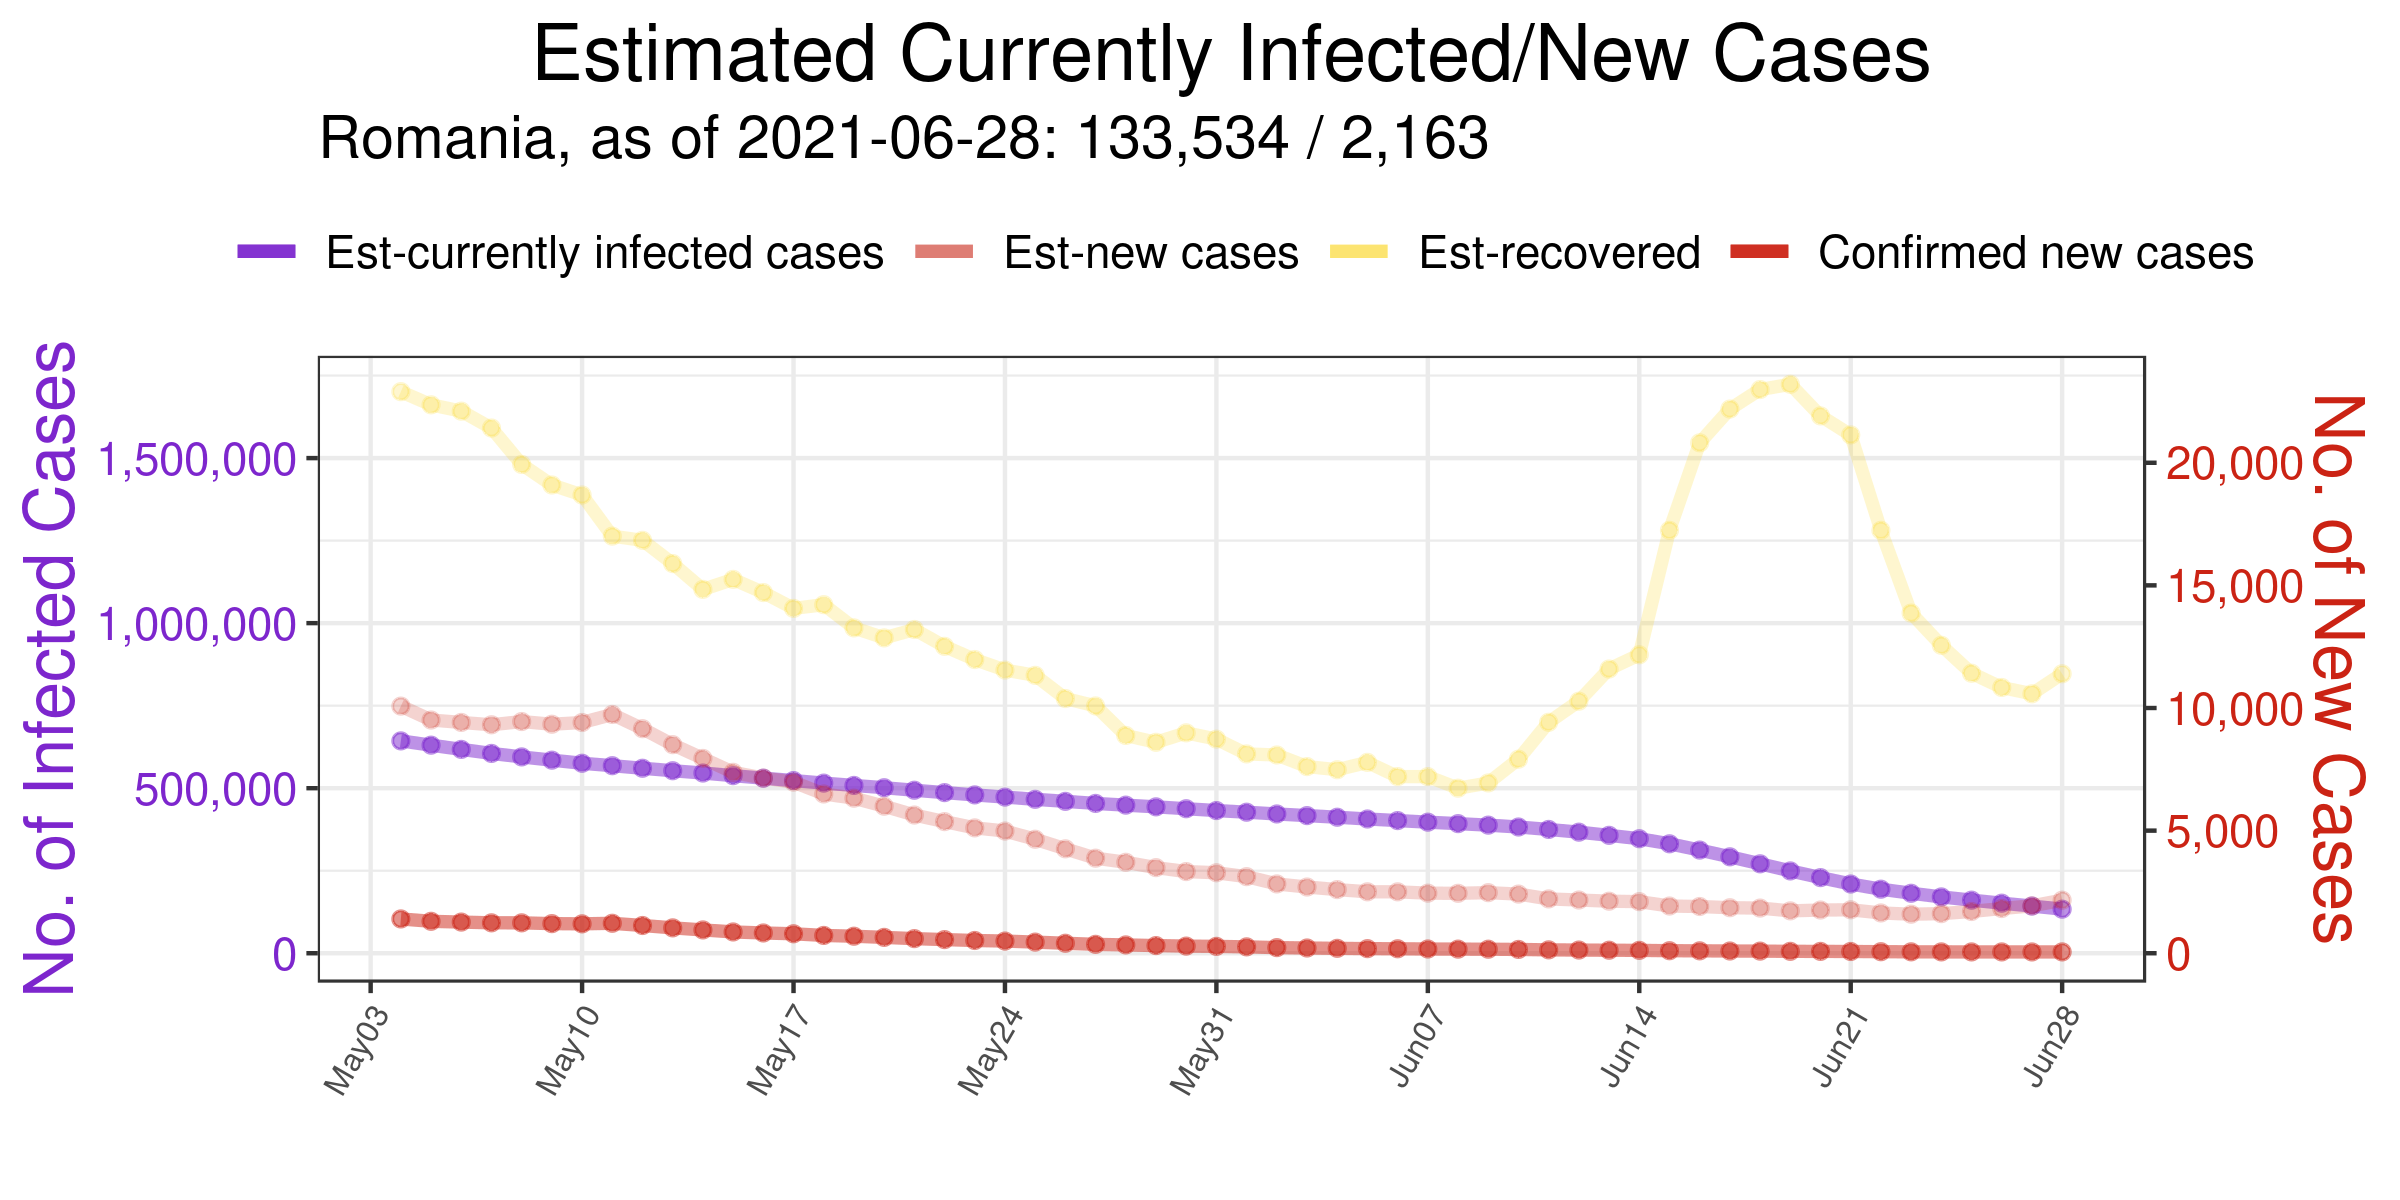 Estimated Currently Infected/New Cases
Romania, as of 2021-06-28: 133,534 / 2,163
Est-currently infected cases
Est-new cases
Est-recovered
Confirmed new cases
No. of Infected Cases
1,500,000
1,000,000
500,000
0
20,000
15,000
10,000
5,000
0
No. of New Cases
May03
May10
May17
May24
May31
Jun07
Jun14
Jun21
Jun28